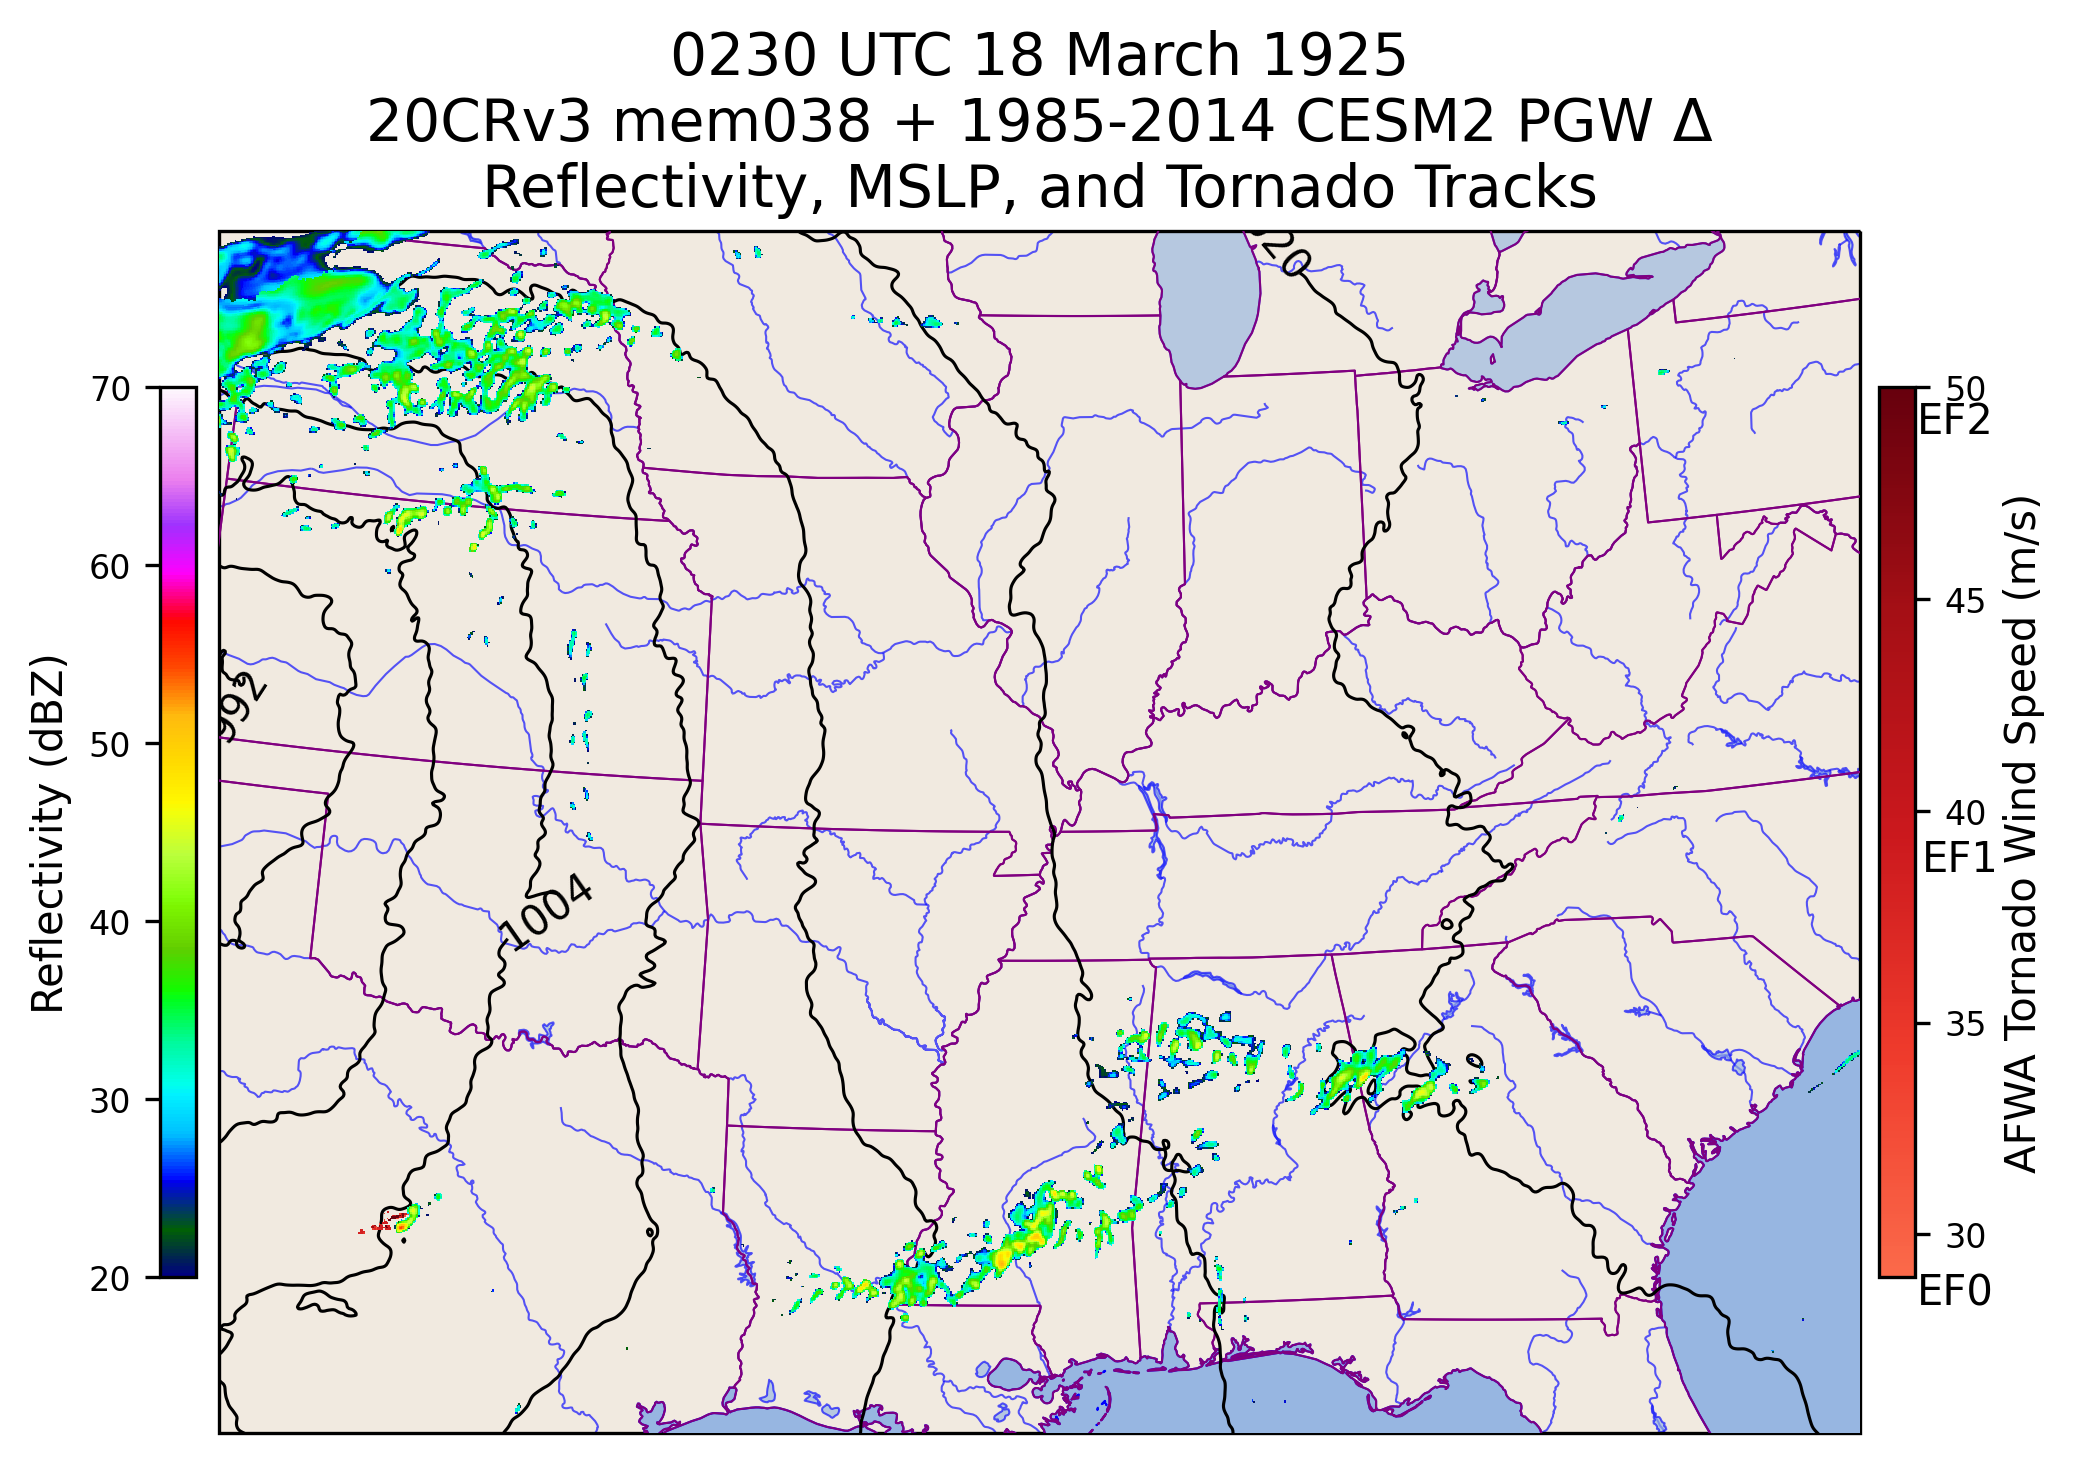 0230 UTC 18 March 1925
20CRv3 mem038 + 1985-2014 CESM2 PGW Δ
Reflectivity, MSLP, and Tornado Tracks
70
60
50
40
30
20
Reflectivity (dBZ)
992
1004
50
EF2
45
40
EF1
35
30
EF0
AFWA Tornado Wind Speed (m/s)